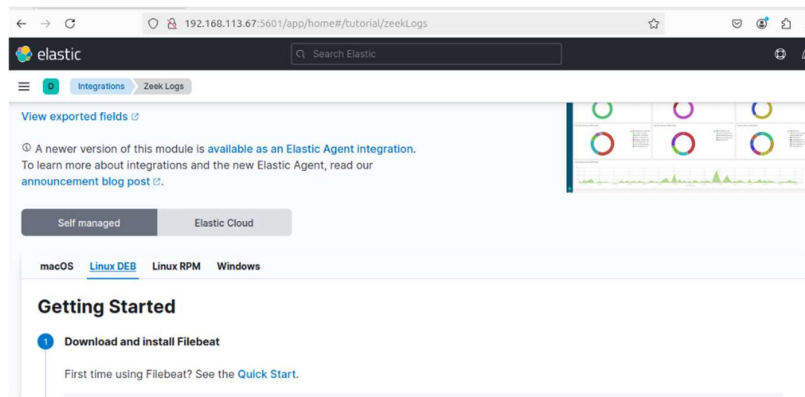 192.168.113.67:5601/app/home#/tutorial/zeekLogs
elastic
Search Elastic
D
Integrations
Zeek Logs
View exported fields
A newer version of this module is available as an Elastic Agent integration.
To learn more about integrations and the new Elastic Agent, read our
announcement blog post.
Self managed
Elastic Cloud
macOS Linux DEB Linux RPM Windows
Getting Started
1 Download and install Filebeat
First time using Filebeat? See the Quick Start.